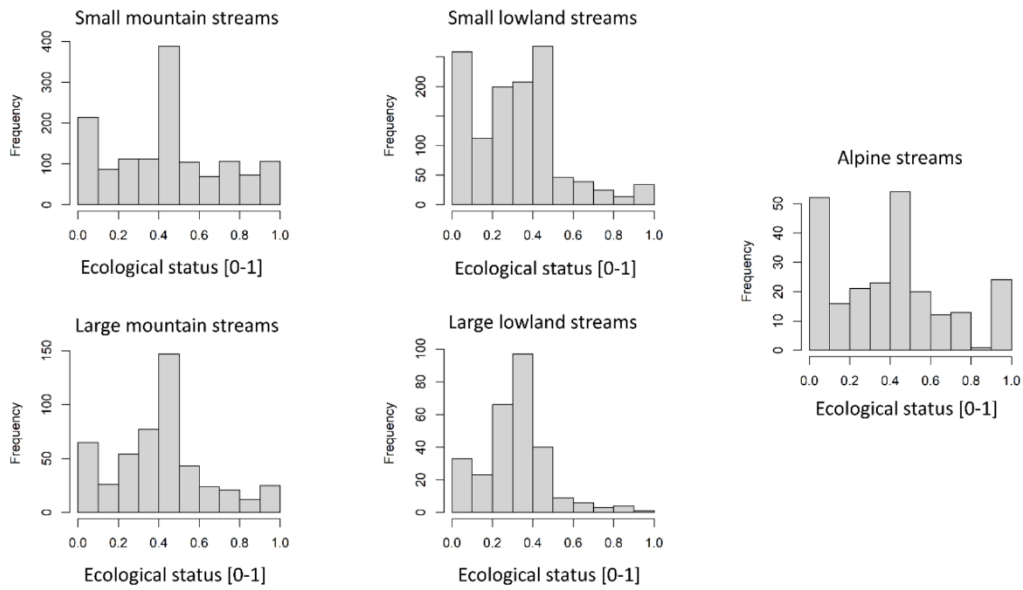 Small mountain streams
Frequency
400
300
200
100
0
0.0 0.2 0.4 0.6 0.8 1.0
Ecological status [0-1]
Small lowland streams
Frequency
200
100
50
0
0.0 0.2 0.4 0.6 0.8 1.0
Ecological status [0-1]
Alpine streams
Frequency
50
40
30
20
10
0
0.0 0.2 0.4 0.6 0.8 1.0
Ecological status [0-1]
Large mountain streams
Frequency
150
100
50
0
0.0 0.2 0.4 0.6 0.8 1.0
Ecological status [0-1]
Large lowland streams
Frequency
100
80
60
40
20
0
0.0 0.2 0.4 0.6 0.8 1.0
Ecological status [0-1]